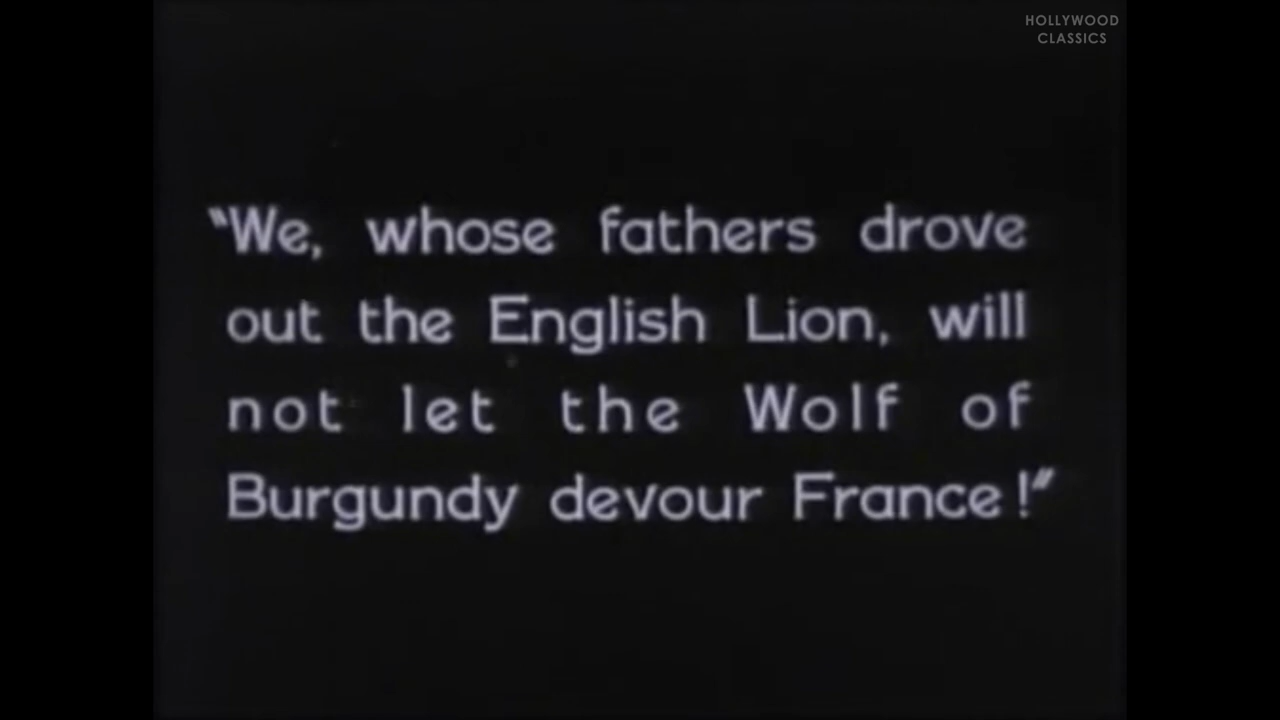 HOLLYWOOD
CLASSICS
"We, whose fathers drove
out the English Lion, will
not let the Wolf of
Burgundy devour France!"